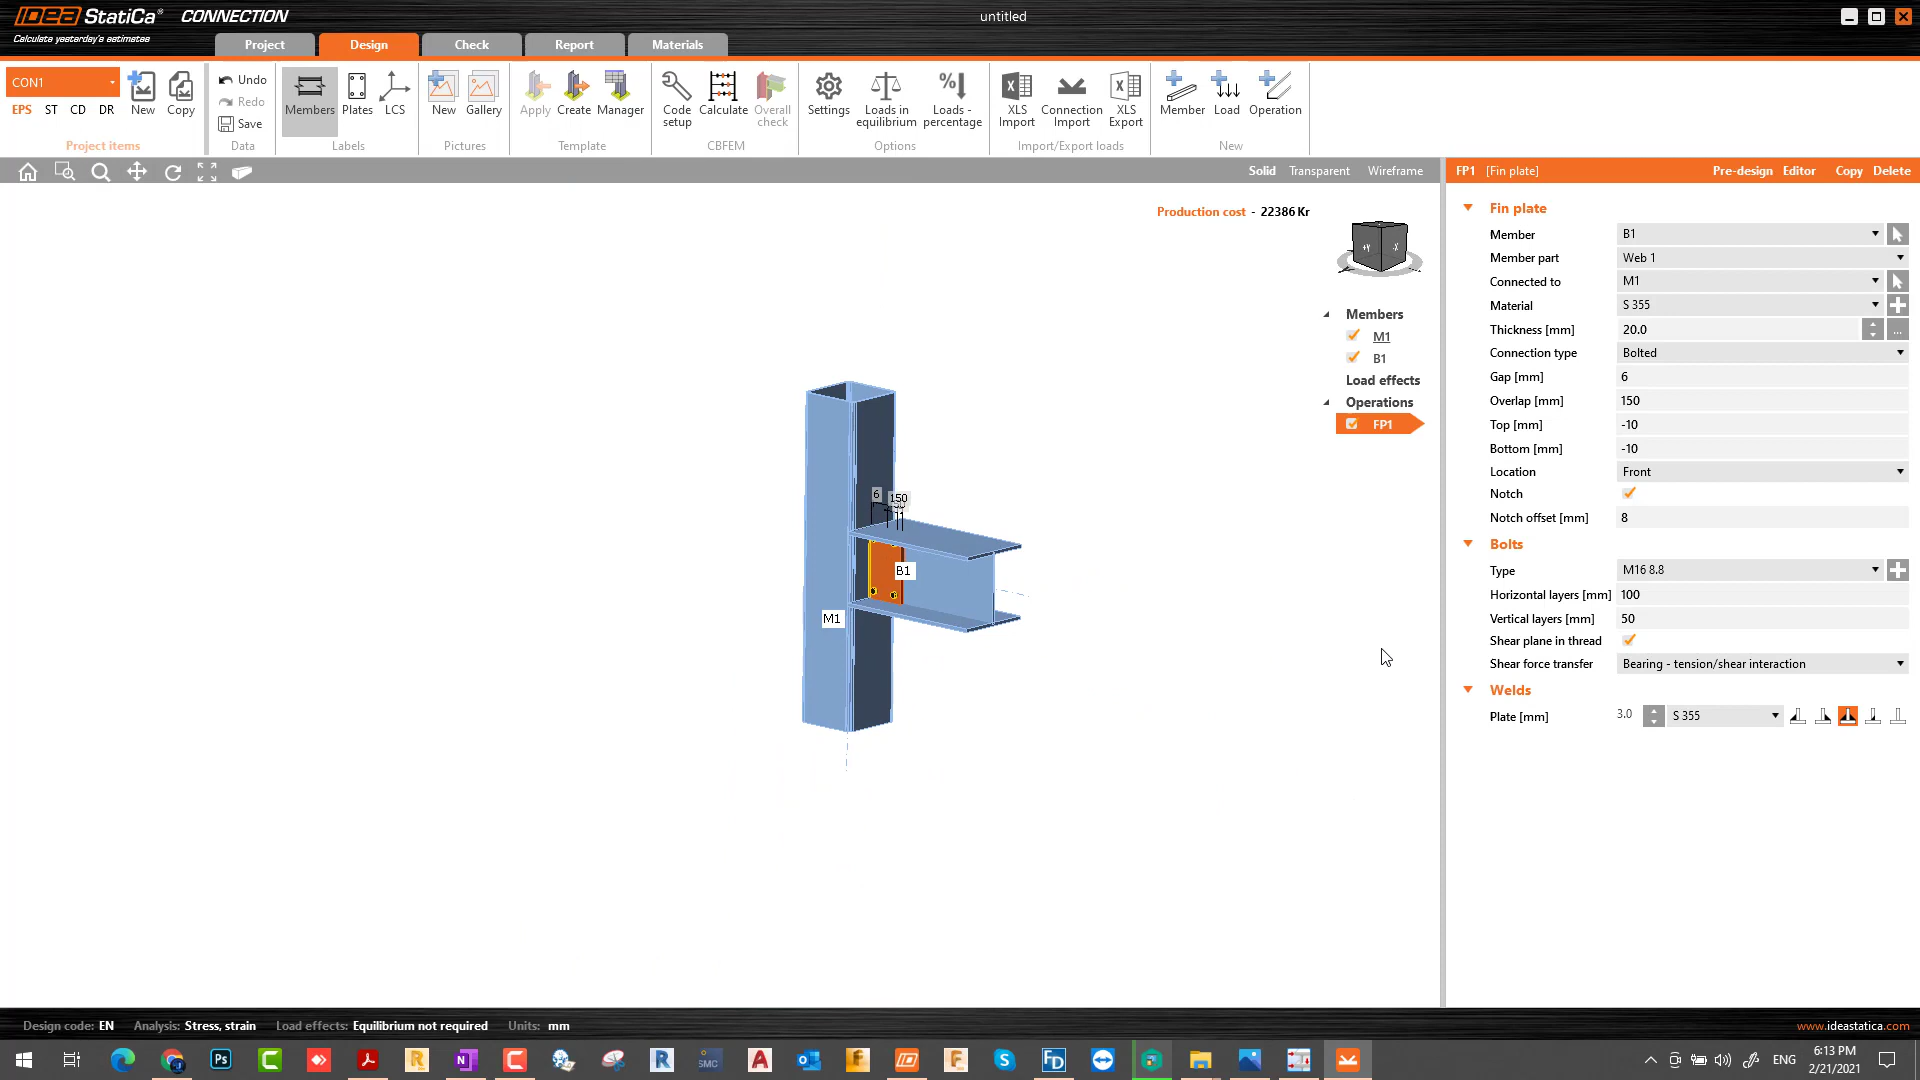 IDEA StatiCa® CONNECTION
Calculate yesterday's estimates
untitled
Project Design Check Report Materials
CON1
EPS ST CD DR
New Copy
Undo
Redo
Save
Members Plates LCS
New Gallery
Apply Create Manager
Code setup Calculate Overall check
Settings Loads in equilibrium Loads - percentage
XLS Import Connection Import XLS Export
Member Load Operation
Project items Data Labels Pictures Template CBFEM Options Import/Export loads New
Solid Transparent Wireframe
FP1 [Fin plate] Pre-design Editor Copy Delete
Production cost - 22386 Kr
+Y -X
Members
M1
B1
Load effects
Operations
FP1
6 150
B1
M1
Fin plate
Member B1
Member part Web 1
Connected to M1
Material S 355
Thickness [mm] 20.0 ...
Connection type Bolted
Gap [mm] 6
Overlap [mm] 150
Top [mm] -10
Bottom [mm] -10
Location Front
Notch
Notch offset [mm] 8
Bolts
Type M16 8.8
Horizontal layers [mm] 100
Vertical layers [mm] 50
Shear plane in thread
Shear force transfer Bearing - tension/shear interaction
Welds
Plate [mm] 3.0 S 355
Design code: EN Analysis: Stress, strain Load effects: Equilibrium not required Units: mm
www.ideastatica.com
Ps
SMC
FD
ENG
6:13 PM
2/21/2021